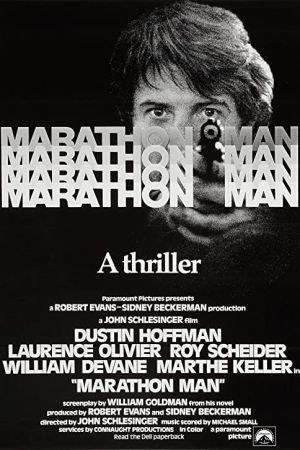 MARATHON MAN
MARATHON MAN
MARATHON MAN
MARATHON MAN
A thriller
Paramount Pictures presents
a ROBERT EVANS-SIDNEY BECKERMAN production
a JOHN SCHLESINGER film
DUSTIN HOFFMAN
LAURENCE OLIVIER ROY SCHEIDER
WILLIAM DEVANE MARTHE KELLER in
"MARATHON MAN"
screenplay by WILLIAM GOLDMAN from his novel
produced by ROBERT EVANS and SIDNEY BECKERMAN
directed by JOHN SCHLESINGER music scored by MICHAEL SMALL
services by CONNAUGHT PRODUCTIONS in Color a paramount picture
Read the Dell paperback